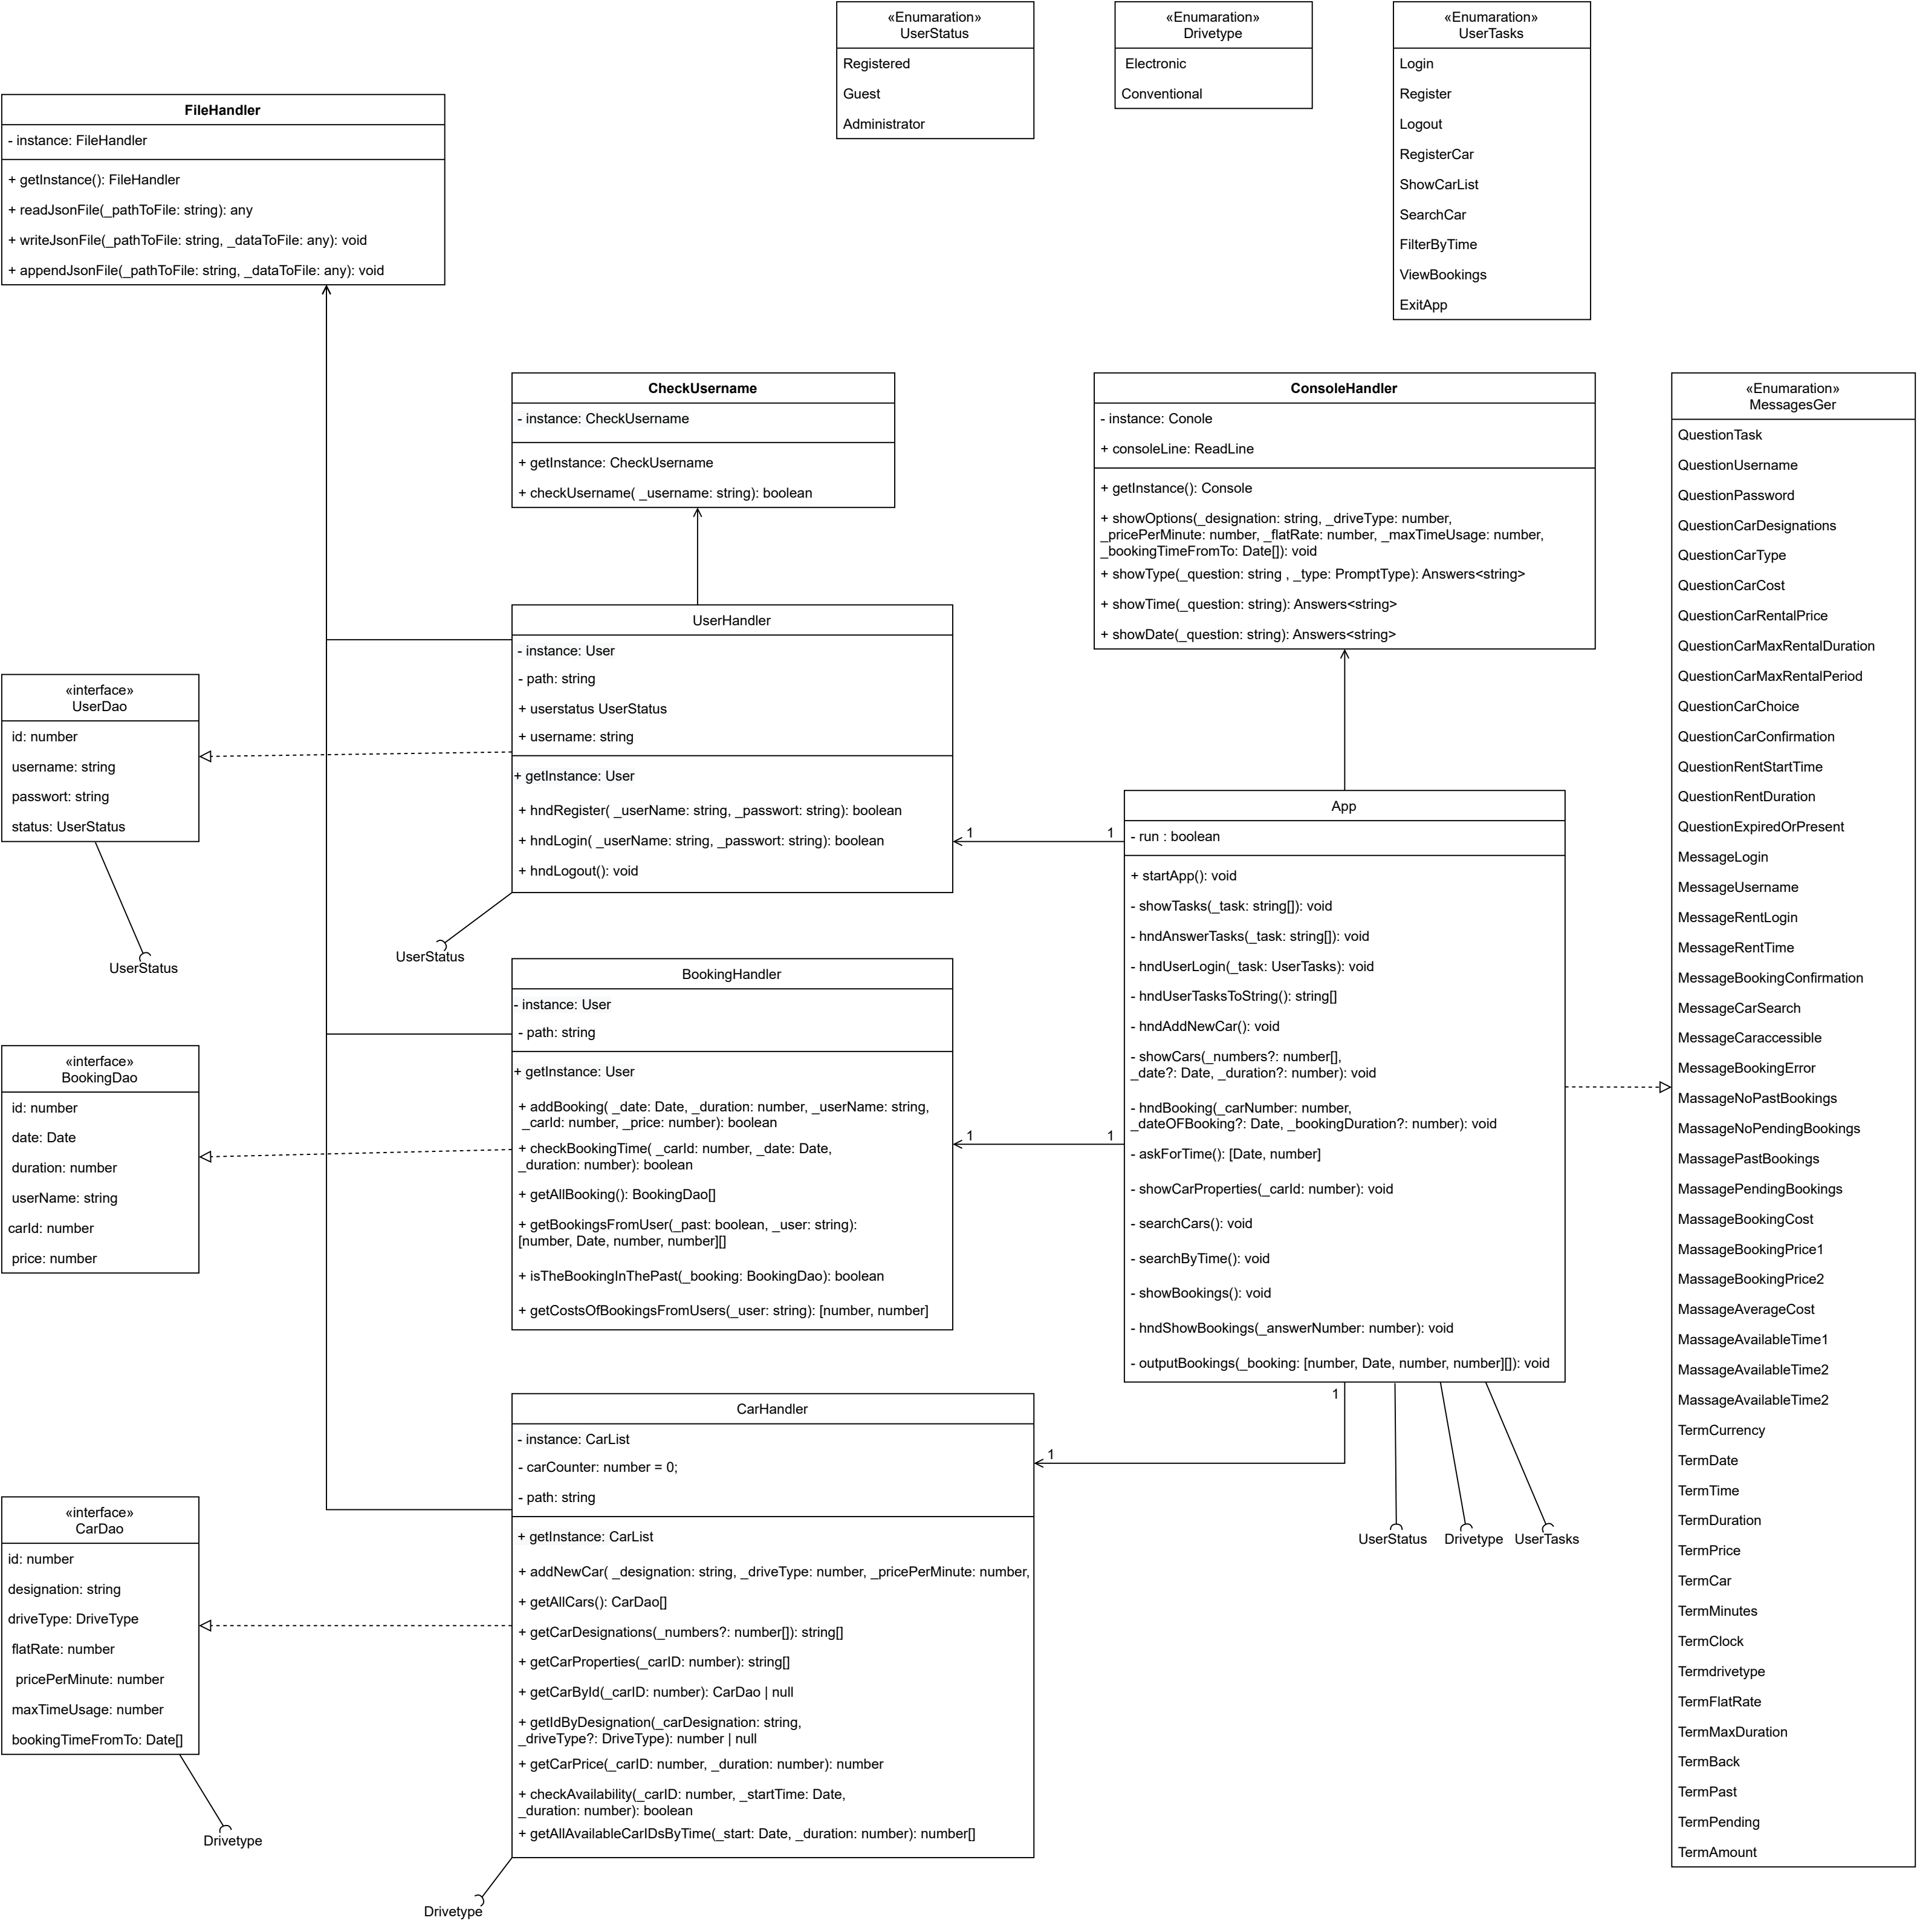 «Enumaration»
UserStatus
Registered
Guest
Administrator
«Enumaration»
Drivetype
Electronic
Conventional
«Enumaration»
UserTasks
Login
Register
Logout
RegisterCar
ShowCarList
SearchCar
FilterByTime
ViewBookings
ExitApp
FileHandler
- instance: FileHandler
+ getInstance(): FileHandler
+ readJsonFile(_pathToFile: string): any
+ writeJsonFile(_pathToFile: string, _dataToFile: any): void
+ appendJsonFile(_pathToFile: string, _dataToFile: any): void
CheckUsername
- instance: CheckUsername
+ getInstance: CheckUsername
+ checkUsername( _username: string): boolean
ConsoleHandler
- instance: Conole
+ consoleLine: ReadLine
+ getInstance(): Console
+ showOptions(_designation: string, _driveType: number,
_pricePerMinute: number, _flatRate: number, _maxTimeUsage: number,
_bookingTimeFromTo: Date[]): void
+ showType(_question: string , _type: PromptType): Answers<string>
+ showTime(_question: string): Answers<string>
+ showDate(_question: string): Answers<string>
«Enumaration»
MessagesGer
QuestionTask
QuestionUsername
QuestionPassword
QuestionCarDesignations
QuestionCarType
QuestionCarCost
QuestionCarRentalPrice
QuestionCarMaxRentalDuration
QuestionCarMaxRentalPeriod
QuestionCarChoice
QuestionCarConfirmation
QuestionRentStartTime
QuestionRentDuration
QuestionExpiredOrPresent
MessageLogin
MessageUsername
MessageRentLogin
MessageRentTime
MessageBookingConfirmation
MessageCarSearch
MessageCaraccessible
MessageBookingError
MassageNoPastBookings
MassageNoPendingBookings
MassagePastBookings
MassagePendingBookings
MassageBookingCost
MassageBookingPrice1
MassageBookingPrice2
MassageAverageCost
MassageAvailableTime1
MassageAvailableTime2
MassageAvailableTime2
TermCurrency
TermDate
TermTime
TermDuration
TermPrice
TermCar
TermMinutes
TermClock
Termdrivetype
TermFlatRate
TermMaxDuration
TermBack
TermPast
TermPending
TermAmount
UserHandler
- instance: User
- path: string
+ userstatus UserStatus
+ username: string
+ getInstance: User
+ hndRegister( _userName: string, _passwort: string): boolean
+ hndLogin( _userName: string, _passwort: string): boolean
+ hndLogout(): void
UserStatus
«interface»
UserDao
id: number
username: string
passwort: string
status: UserStatus
UserStatus
App
- run : boolean
+ startApp(): void
- showTasks(_task: string[]): void
- hndAnswerTasks(_task: string[]): void
- hndUserLogin(_task: UserTasks): void
- hndUserTasksToString(): string[]
- hndAddNewCar(): void
- showCars(_numbers?: number[],
_date?: Date, _duration?: number): void
- hndBooking(_carNumber: number,
_dateOFBooking?: Date, _bookingDuration?: number): void
- askForTime(): [Date, number]
- showCarProperties(_carId: number): void
- searchCars(): void
- searchByTime(): void
- showBookings(): void
- hndShowBookings(_answerNumber: number): void
- outputBookings(_booking: [number, Date, number, number][]): void
1
1
1
1
1
1
UserStatus
Drivetype
UserTasks
BookingHandler
- instance: User
- path: string
+ getInstance: User
+ addBooking( _date: Date, _duration: number, _userName: string,
_carId: number, _price: number): boolean
+ checkBookingTime( _carId: number, _date: Date,
_duration: number): boolean
+ getAllBooking(): BookingDao[]
+ getBookingsFromUser(_past: boolean, _user: string):
[number, Date, number, number][]
+ isTheBookingInThePast(_booking: BookingDao): boolean
+ getCostsOfBookingsFromUsers(_user: string): [number, number]
«interface»
BookingDao
id: number
date: Date
duration: number
userName: string
carId: number
price: number
CarHandler
- instance: CarList
- carCounter: number = 0;
- path: string
+ getInstance: CarList
+ addNewCar( _designation: string, _driveType: number, _pricePerMinute: number,
+ getAllCars(): CarDao[]
+ getCarDesignations(_numbers?: number[]): string[]
+ getCarProperties(_carID: number): string[]
+ getCarById(_carID: number): CarDao | null
+ getIdByDesignation(_carDesignation: string,
_driveType?: DriveType): number | null
+ getCarPrice(_carID: number, _duration: number): number
+ checkAvailability(_carID: number, _startTime: Date,
_duration: number): boolean
+ getAllAvailableCarIDsByTime(_start: Date, _duration: number): number[]
Drivetype
«interface»
CarDao
id: number
designation: string
driveType: DriveType
flatRate: number
pricePerMinute: number
maxTimeUsage: number
bookingTimeFromTo: Date[]
Drivetype